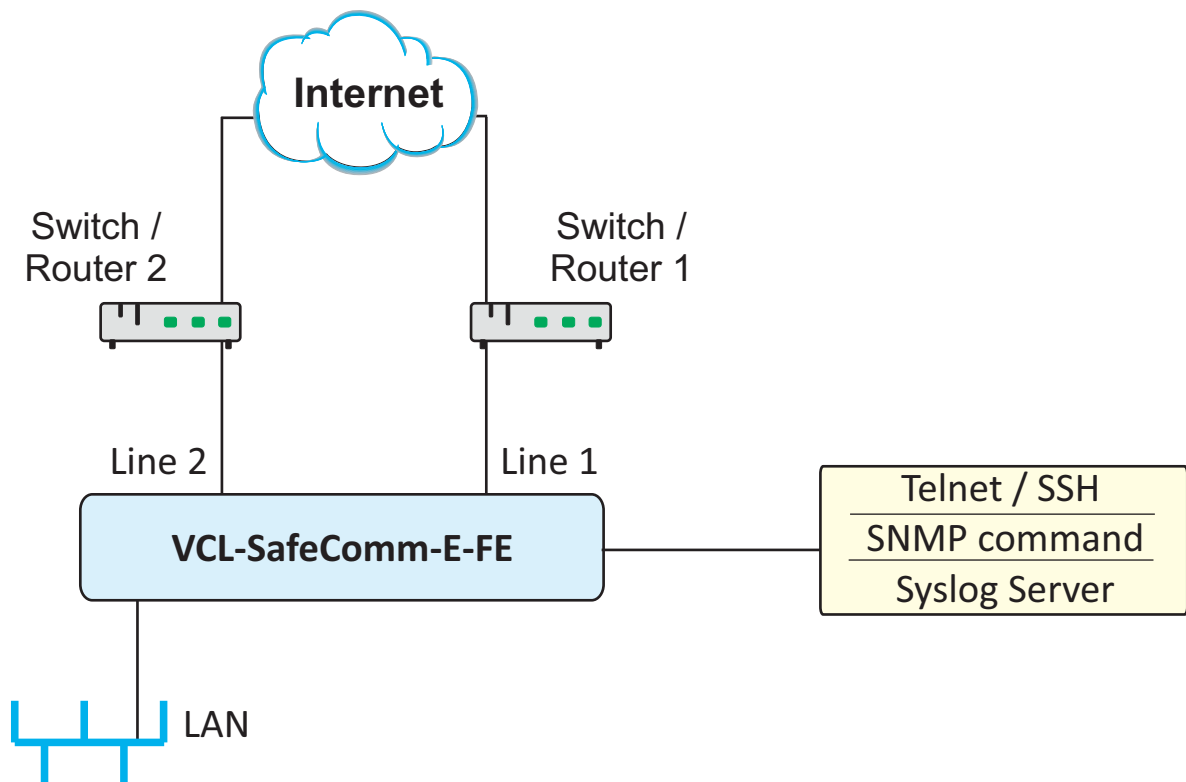 Internet
Switch /
Router 2
Switch /
Router 1
Line 2
Line 1
VCL-SafeComm-E-FE
Telnet / SSH
SNMP command
Syslog Server
LAN